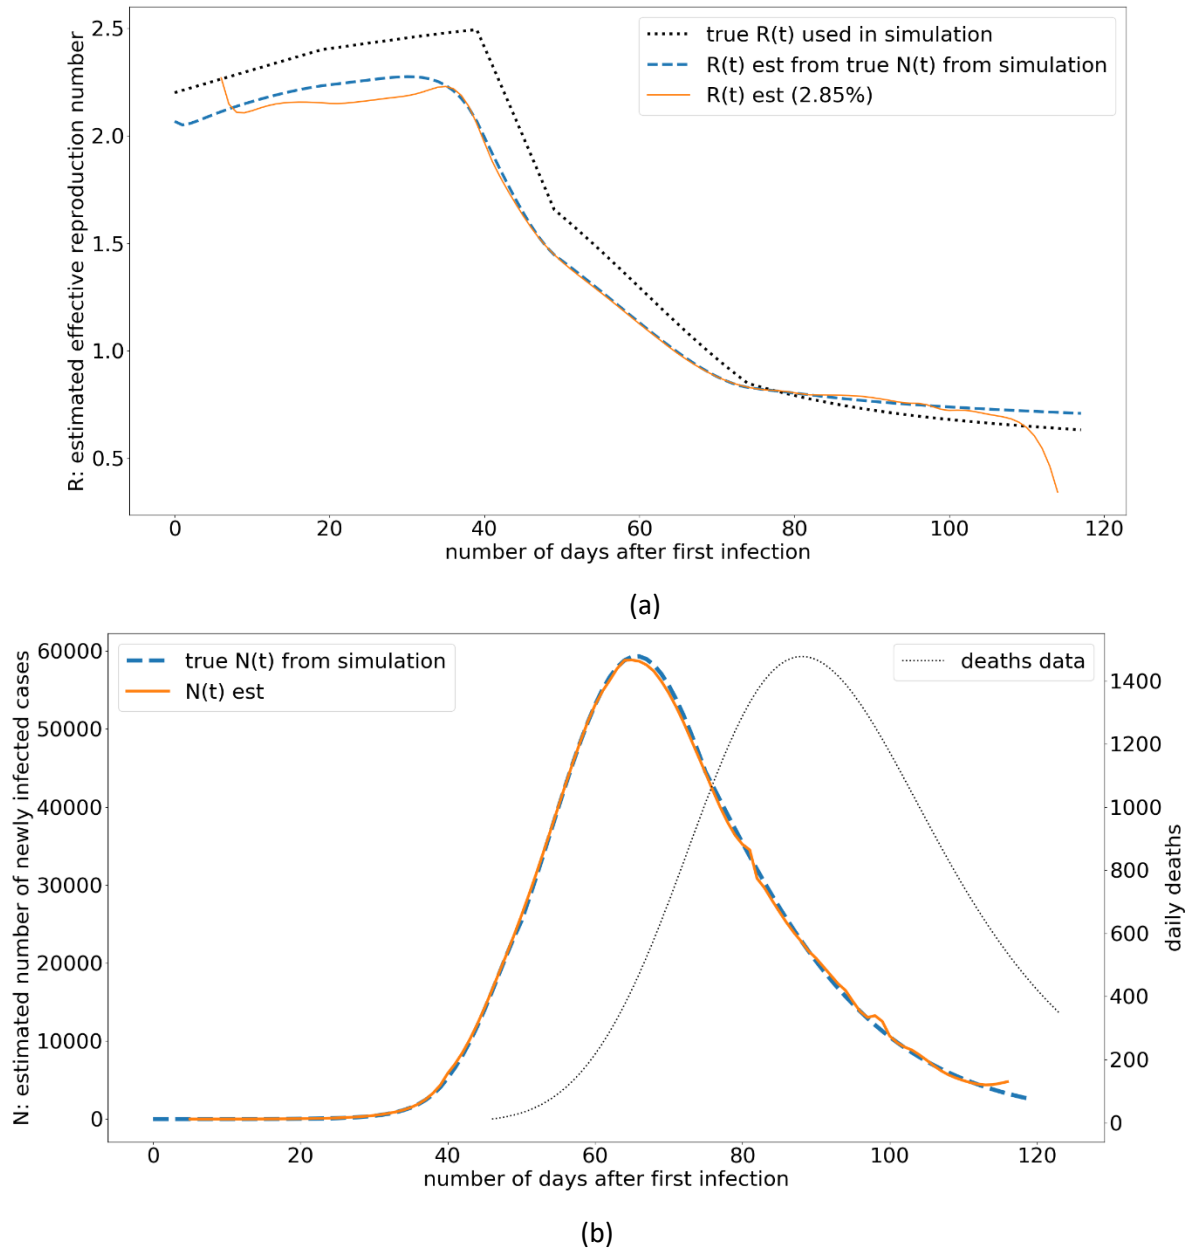 2.5
2.0
1.5
1.0
0.5
R: estimated effective reproduction number
true R(t) used in simulation
R(t) est from true N(t) from simulation
R(t) est (2.85%)
0 20 40 60 80 100 120
number of days after first infection
(a)
60000
50000
40000
30000
20000
10000
0
N: estimated number of newly infected cases
true N(t) from simulation
N(t) est
deaths data
1400
1200
1000
800
600
400
200
0
daily deaths
0 20 40 60 80 100 120
number of days after first infection
(b)